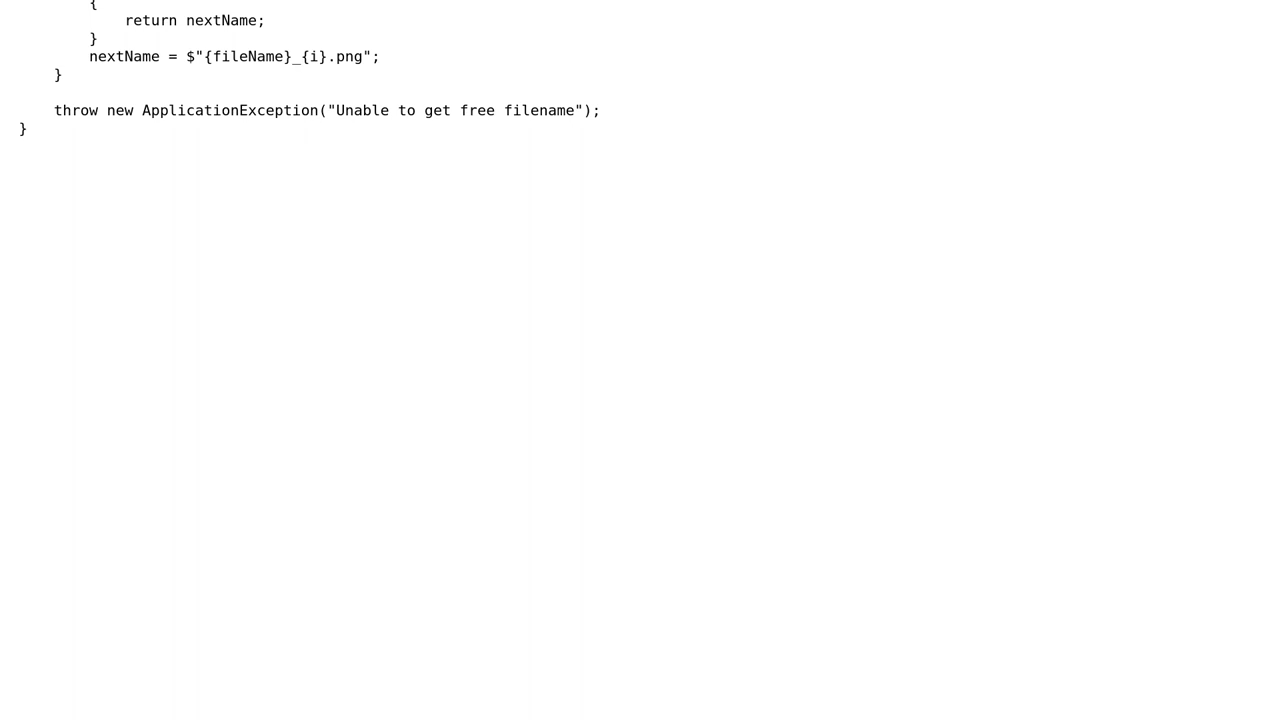 {
            return nextName;
        }
        nextName = $"{fileName}_{i}.png";
    }

    throw new ApplicationException("Unable to get free filename");
}